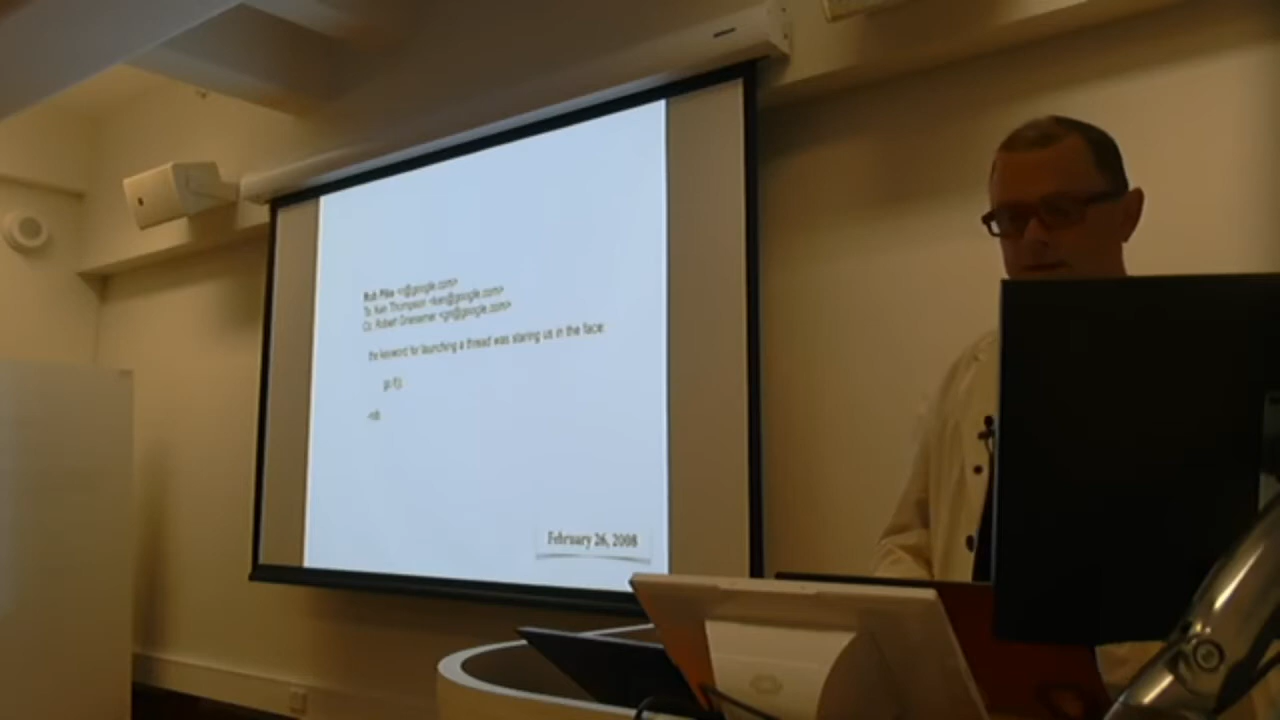 Rob Pike <r@google.com>
To: Ken Thompson <ken@google.com>
Cc: Robert Griesemer <gri@google.com>
the keyword for launching a thread was staring us in the face:
go f();
-rob
February 26, 2008